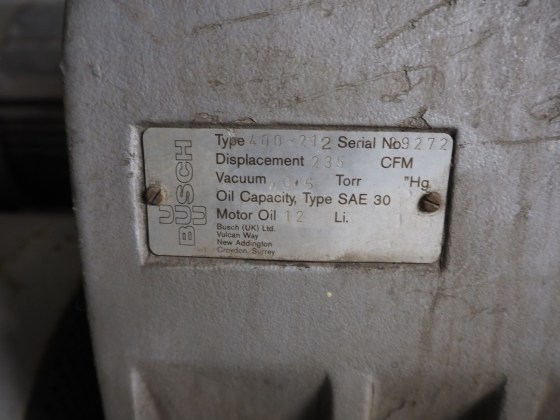 BUSCH
Type 400-212 Serial No 9272
Displacement 235 CFM
Vacuum Torr "Hg
Oil Capacity, Type SAE 30
Motor Oil 12 Li.
Busch (UK) Ltd.
Vulcan Way
New Addington
Croydon, Surrey